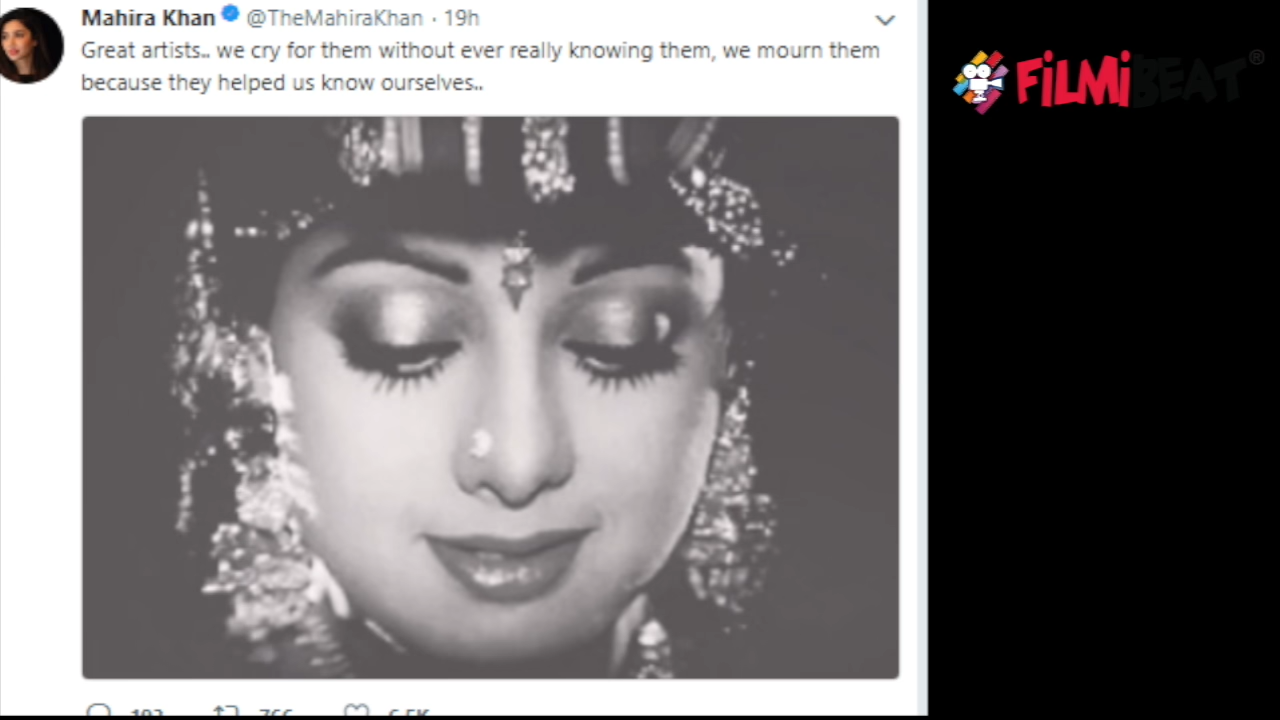 Mahira Khan @TheMahiraKhan · 19h
Great artists.. we cry for them without ever really knowing them, we mourn them
because they helped us know ourselves..
FiLMiBEAT®